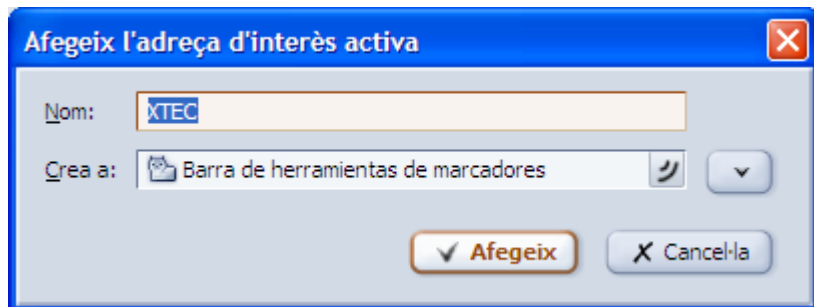 Afegeix l'adreça d'interès activa
Nom: XTEC
Crea a: Barra de herramientas de marcadores
Afegeix Cancel·la